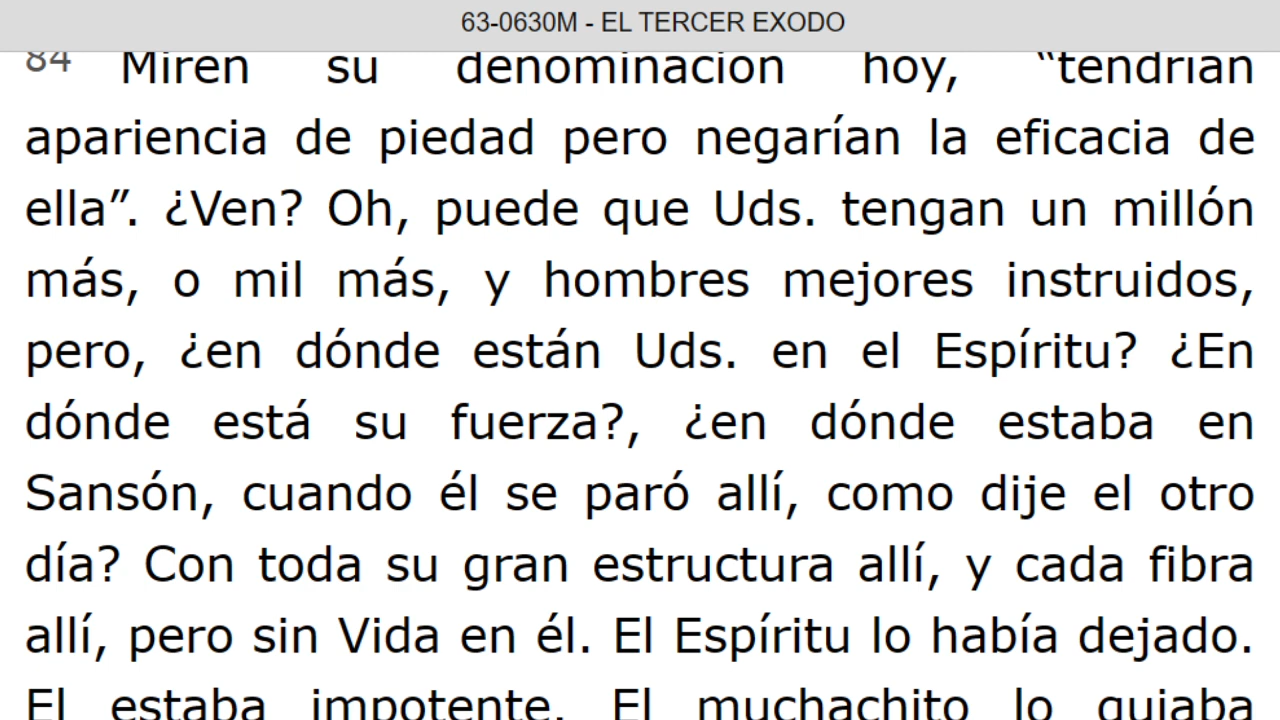 63-0630M - EL TERCER EXODO
84 Miren su denominación hoy, “tendrían
apariencia de piedad pero negarían la eficacia de
ella”. ¿Ven? Oh, puede que Uds. tengan un millón
más, o mil más, y hombres mejores instruidos,
pero, ¿en dónde están Uds. en el Espíritu? ¿En
dónde está su fuerza?, ¿en dónde estaba en
Sansón, cuando él se paró allí, como dije el otro
día? Con toda su gran estructura allí, y cada fibra
allí, pero sin Vida en él. El Espíritu lo había dejado.
El estaba impotente. El muchachito lo guiaba